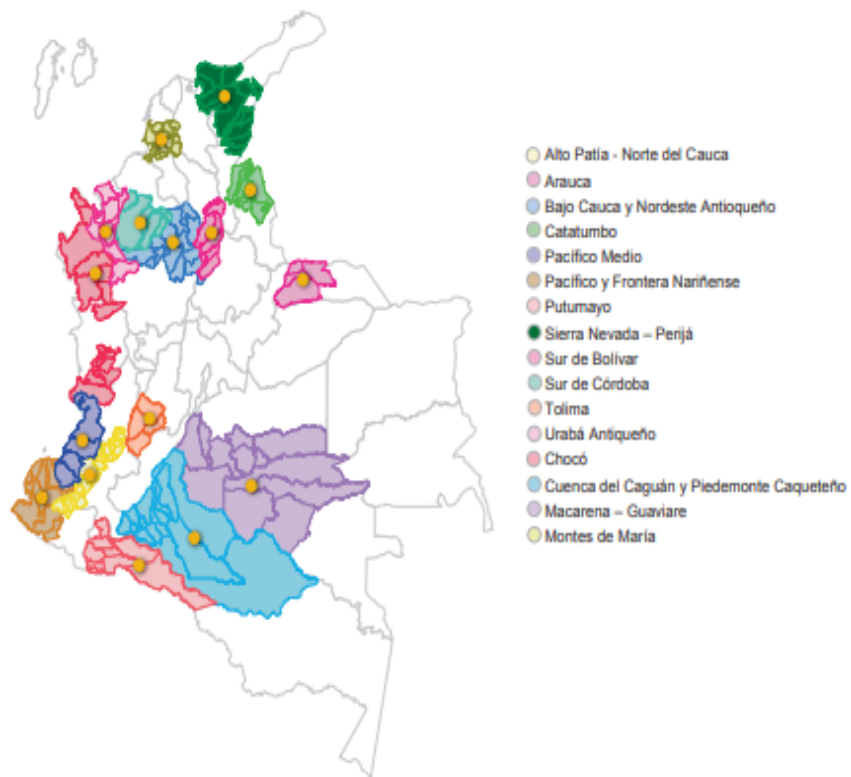 Alto Patía - Norte del Cauca
Arauca
Bajo Cauca y Nordeste Antioqueño
Catatumbo
Pacífico Medio
Pacífico y Frontera Nariñense
Putumayo
Sierra Nevada – Perijá
Sur de Bolívar
Sur de Córdoba
Tolima
Urabá Antiqueño
Chocó
Cuenca del Caguán y Piedemonte Caqueteño
Macarena – Guaviare
Montes de María